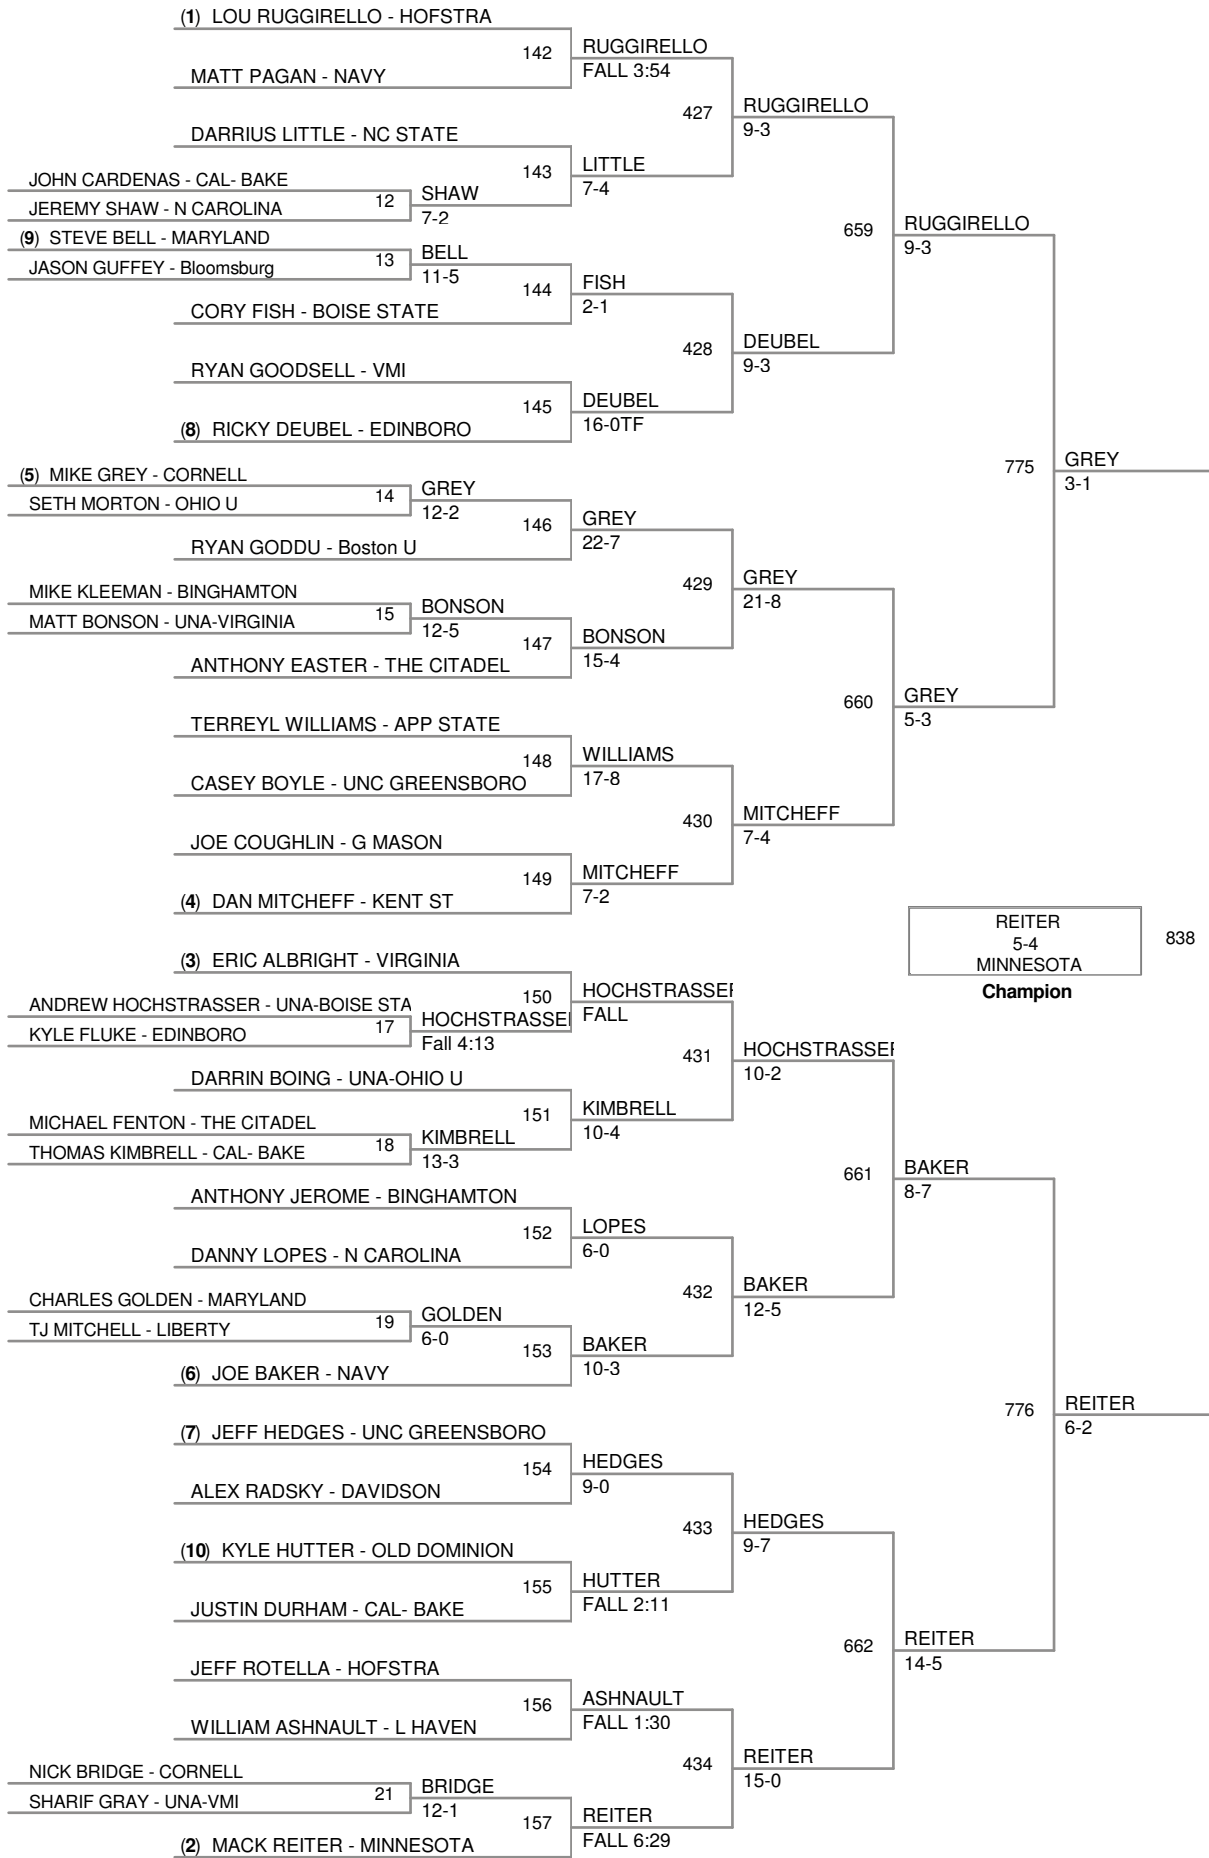 (1) LOU RUGGIRELLO - HOFSTRA
142
RUGGIRELLO
FALL 3:54
MATT PAGAN - NAVY
427
RUGGIRELLO
9-3
DARRIUS LITTLE - NC STATE
143
LITTLE
7-4
JOHN CARDENAS - CAL- BAKE
12
SHAW
7-2
JEREMY SHAW - N CAROLINA
659
RUGGIRELLO
9-3
(9) STEVE BELL - MARYLAND
13
BELL
11-5
JASON GUFFEY - Bloomsburg
144
FISH
2-1
CORY FISH - BOISE STATE
428
DEUBEL
9-3
RYAN GOODSELL - VMI
145
DEUBEL
16-0TF
(8) RICKY DEUBEL - EDINBORO
775
GREY
3-1
(5) MIKE GREY - CORNELL
14
GREY
12-2
SETH MORTON - OHIO U
146
GREY
22-7
RYAN GODDU - Boston U
429
GREY
21-8
MIKE KLEEMAN - BINGHAMTON
15
BONSON
12-5
MATT BONSON - UNA-VIRGINIA
147
BONSON
15-4
ANTHONY EASTER - THE CITADEL
660
GREY
5-3
TERREYL WILLIAMS - APP STATE
148
WILLIAMS
17-8
CASEY BOYLE - UNC GREENSBORO
430
MITCHEFF
7-4
JOE COUGHLIN - G MASON
149
MITCHEFF
7-2
(4) DAN MITCHEFF - KENT ST
REITER
5-4
MINNESOTA
838
Champion
(3) ERIC ALBRIGHT - VIRGINIA
150
HOCHSTRASSER
FALL
ANDREW HOCHSTRASSER - UNA-BOISE STA
17
HOCHSTRASSER
Fall 4:13
KYLE FLUKE - EDINBORO
431
HOCHSTRASSER
10-2
DARRIN BOING - UNA-OHIO U
151
KIMBRELL
10-4
MICHAEL FENTON - THE CITADEL
18
KIMBRELL
13-3
THOMAS KIMBRELL - CAL- BAKE
661
BAKER
8-7
ANTHONY JEROME - BINGHAMTON
152
LOPES
6-0
DANNY LOPES - N CAROLINA
432
BAKER
12-5
CHARLES GOLDEN - MARYLAND
19
GOLDEN
6-0
TJ MITCHELL - LIBERTY
153
BAKER
10-3
(6) JOE BAKER - NAVY
776
REITER
6-2
(7) JEFF HEDGES - UNC GREENSBORO
154
HEDGES
9-0
ALEX RADSKY - DAVIDSON
433
HEDGES
9-7
(10) KYLE HUTTER - OLD DOMINION
155
HUTTER
FALL 2:11
JUSTIN DURHAM - CAL- BAKE
662
REITER
14-5
JEFF ROTELLA - HOFSTRA
156
ASHNAULT
FALL 1:30
WILLIAM ASHNAULT - L HAVEN
434
REITER
15-0
NICK BRIDGE - CORNELL
21
BRIDGE
12-1
SHARIF GRAY - UNA-VMI
157
REITER
FALL 6:29
(2) MACK REITER - MINNESOTA